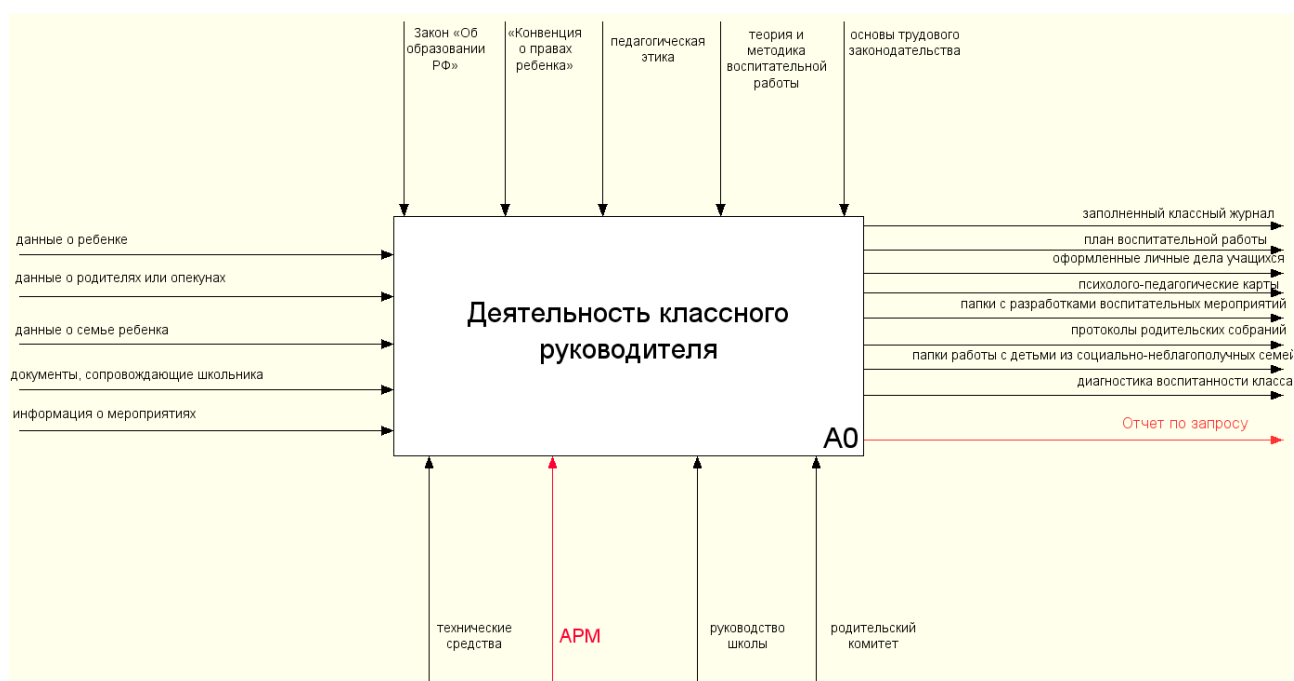 Закон «Об
образовании
РФ»
«Конвенция
о правах
ребенка»
педагогическая
этика
теория и
методика
воспитательной
работы
основы трудового
законодательства
данные о ребенке
данные о родителях или опекунах
данные о семье ребенка
документы, сопровождающие школьника
информация о мероприятиях
Деятельность классного
руководителя
A0
заполненный классный журнал
план воспитательной работы
оформленные личные дела учащихся
психолого-педагогические карты
папки с разработками воспитательных мероприятий
протоколы родительских собраний
папки работы с детьми из социально-неблагополучных семей
диагностика воспитанности класса
Отчет по запросу
технические
средства
АРМ
руководство
школы
родительский
комитет